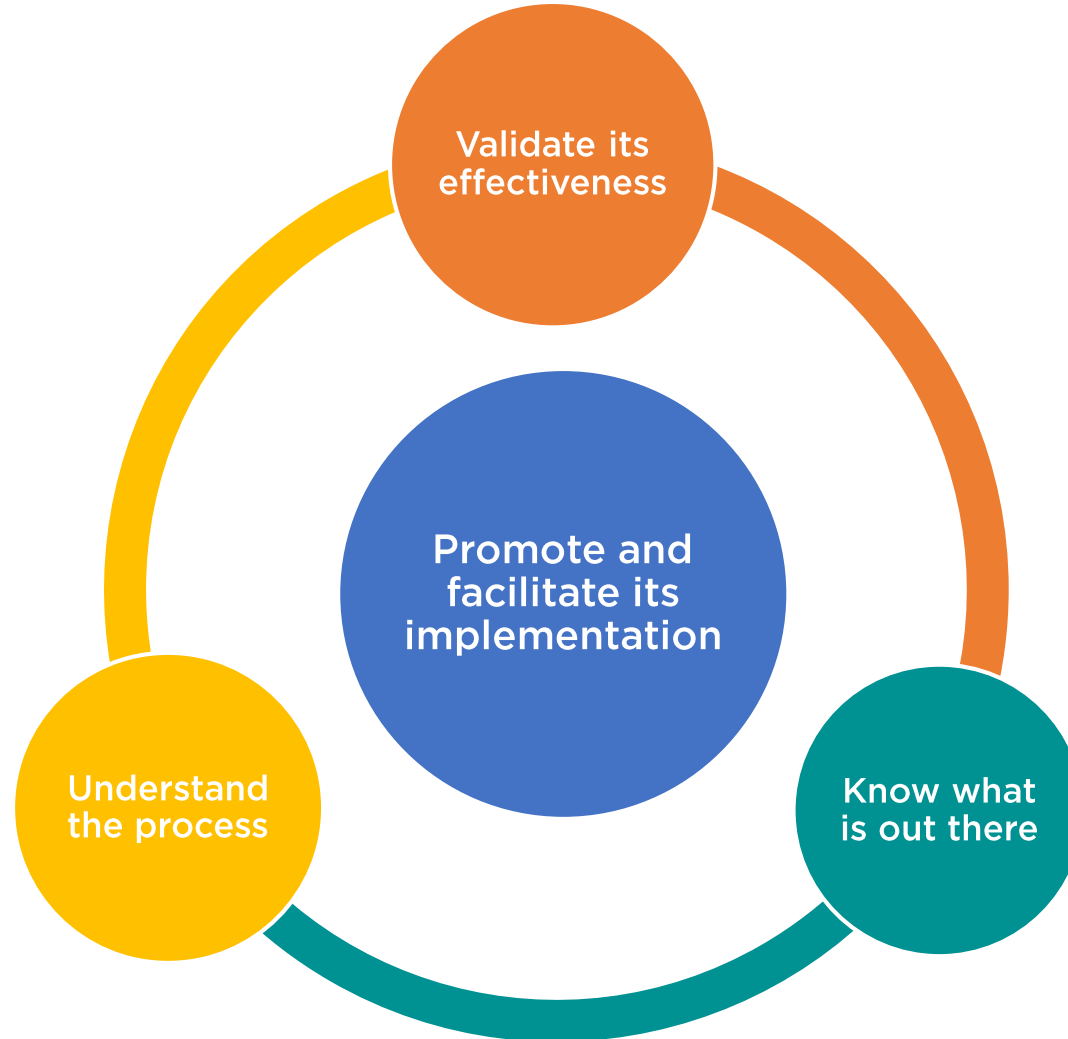 Validate its
effectiveness
Promote and
facilitate its
implementation
Understand
the process
Know what
is out there